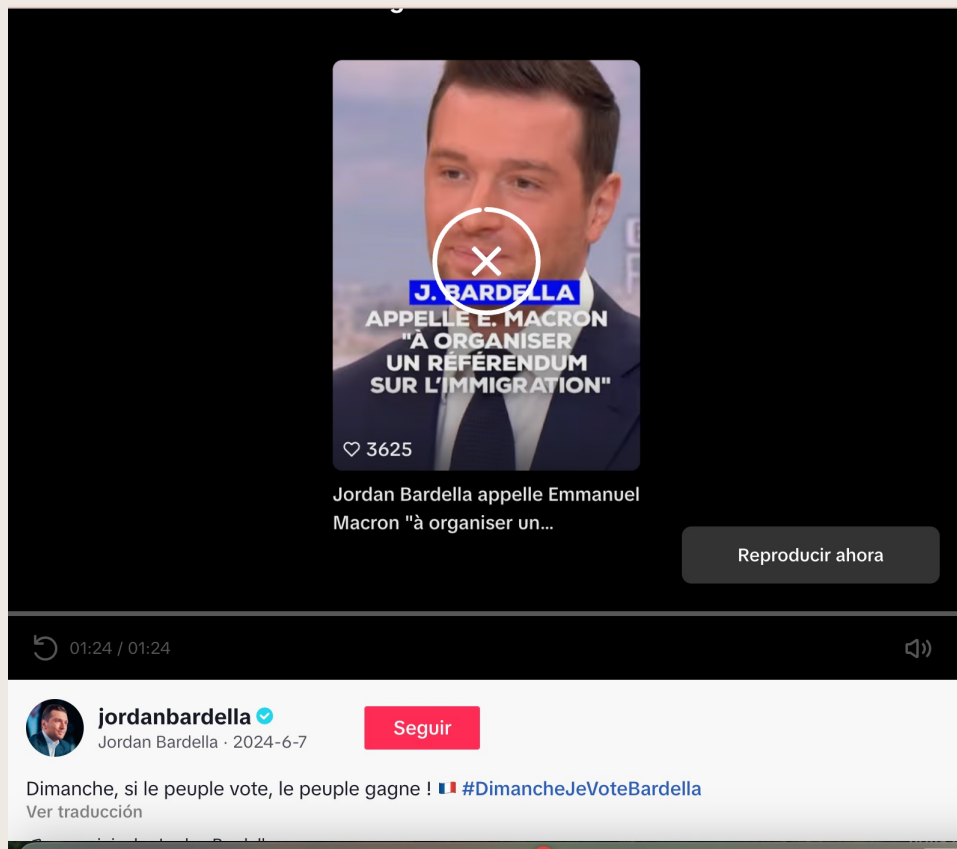 J. BARDELLA
APPELLE E. MACRON
"À ORGANISER
UN RÉFÉRENDUM
SUR L'IMMIGRATION"
3625
Jordan Bardella appelle Emmanuel
Macron "à organiser un...
Reproducir ahora
01:24 / 01:24
jordanbardella
Jordan Bardella · 2024-6-7
Seguir
Dimanche, si le peuple vote, le peuple gagne ! 🇫🇷 #DimancheJeVoteBardella
Ver traducción